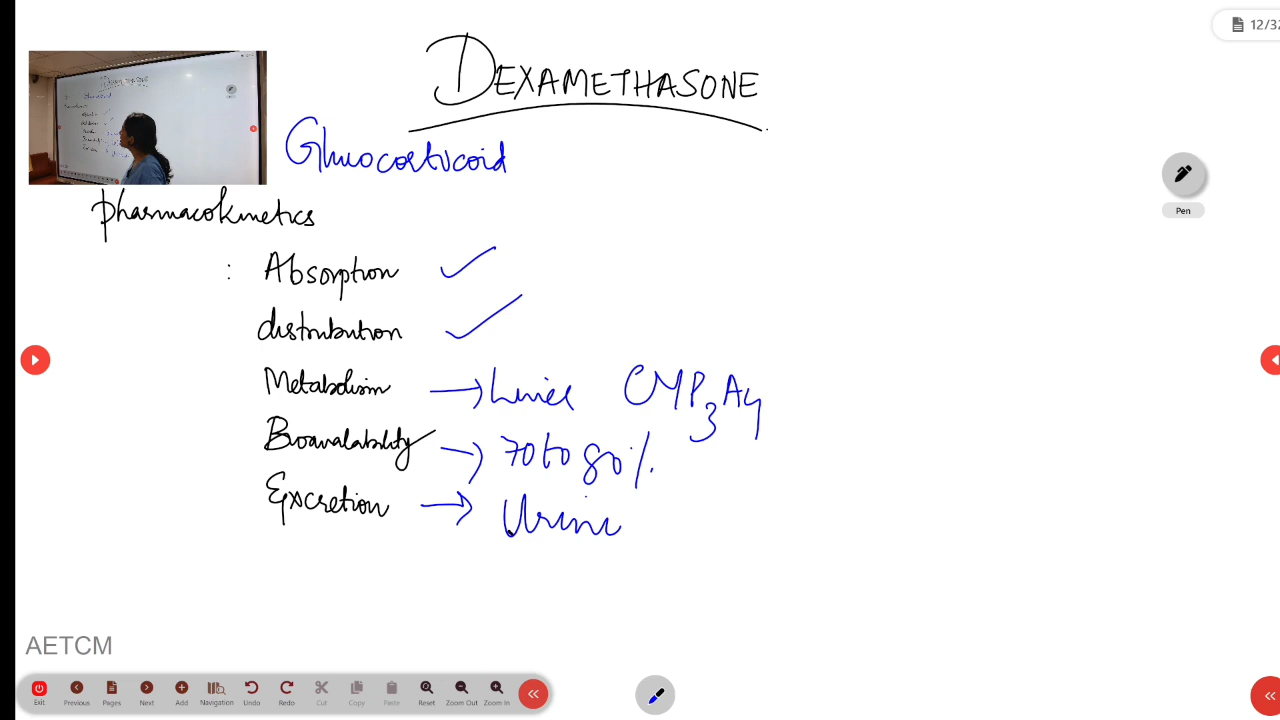 12/32
DEXAMETHASONE
Glucocorticoid
pharmacokinetics
: Absorption ✓
distribution ✓
Metabolism → Liver CYP3A4
Bioavailability → 70 to 80%.
Excretion → Urine
Pen
AETCM
Exit Previous Pages Next Add Navigation Undo Redo Cut Copy Paste Reset Zoom Out Zoom In